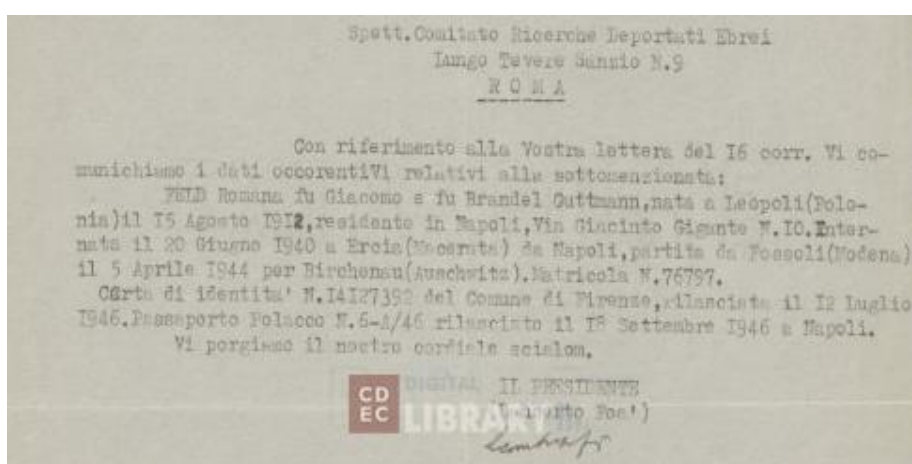 Spett.Comitato Ricerche Deportati Ebrei
Lungo Tevere Sannio N.9
R O M A
Con riferimento alla Vostra lettera del I6 corr. Vi co-
munichiamo i dati occorentiVi relativi alla sottomenzionata:
FELD Romana fu Giacomo e fu Brandel Guttmann,nata a Leopoli(Polo-
nia)il I5 Agosto I9I2,residente in Napoli,Via Giacinto Gigante N.IO.Inter-
nata il 20 Giugno I940 a Ercia(Macerata) da Napoli,partita da Fossoli(Modena)
il 5 Aprile I944 per Birchenau(Auschwitz).Matricola N.76797.
Carta di identita' N.I4I27392 del Comune di Firenze,rilasciata il I2 Luglio
I946.Passaporto Polacco N.6-A/46 rilasciato il I8 Settembre I946 a Napoli.
Vi porgiamo il nostro cordiale scialom.
IL PRESIDENTE
Foa')
CDEC DIGITAL LIBRARY